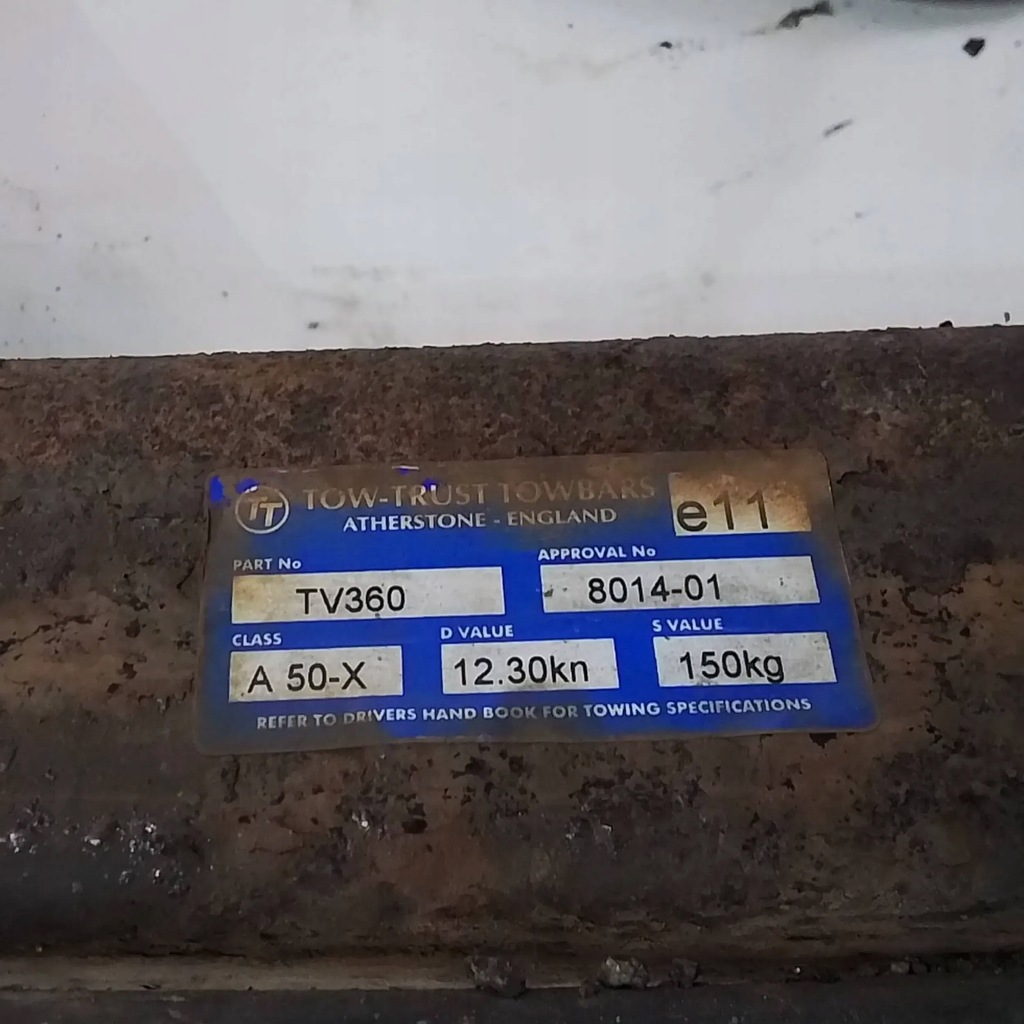 TT TOW-TRUST TOWBARS e11
ATHERSTONE - ENGLAND
PART No APPROVAL No
TV360 8014-01
CLASS D VALUE S VALUE
A 50-X 12.30kn 150kg
REFER TO DRIVERS HAND BOOK FOR TOWING SPECIFICATIONS